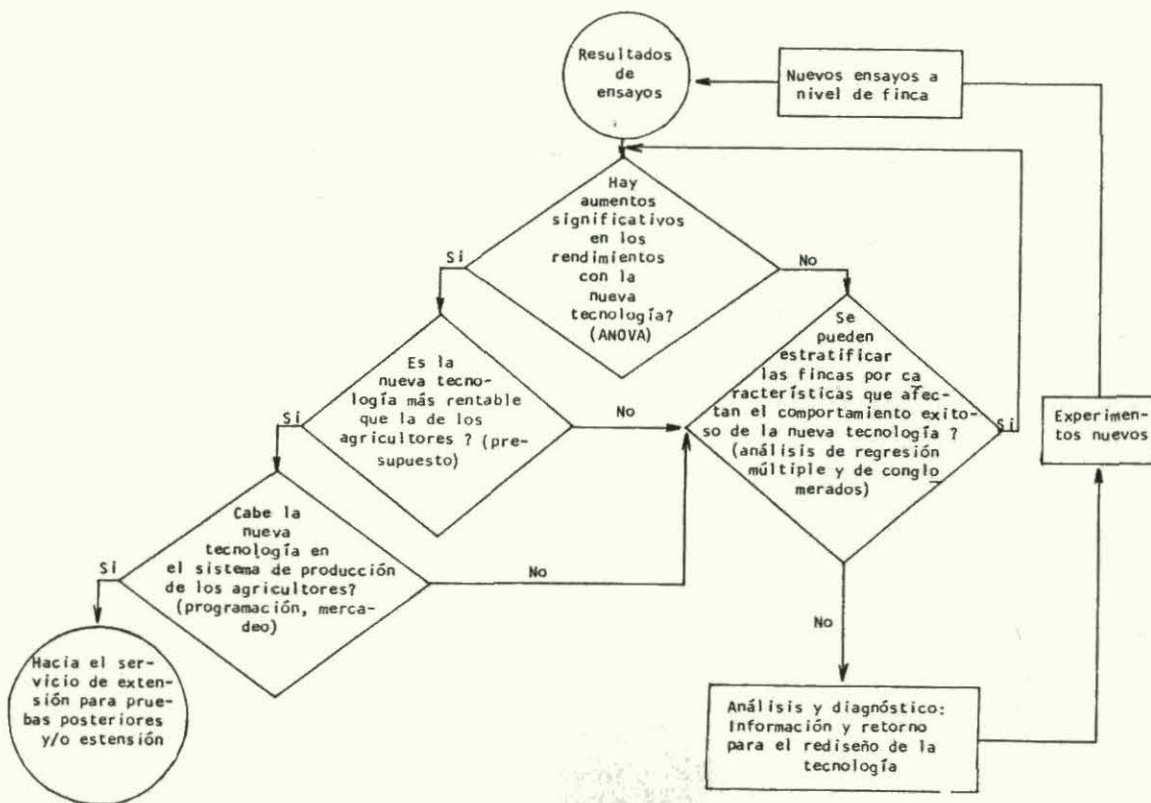 Resultados
de
ensayos
Nuevos ensayos a
nivel de finca
Hay
aumentos
significativos
en los
rendimientos
con la
nueva
tecnología?
(ANOVA)
Si
No
Es la
nueva tecno-
logía más rentable
que la de los
agricultores ? (pre-
supuesto)
Si
No
Se
pueden
estratificar
las fincas por ca
racterísticas que afec-
tan el comportamiento exito-
so de la nueva tecnología ?
(análisis de regresión
múltiple y de conglo
merados)
Si
Experimen-
tos nuevos
Cabe la
nueva
tecnología en
el sistema de producción
de los agricultores?
(programación, merca-
deo)
Si
No
No
Hacia el ser-
vicio de exten-
sión para prue-
bas posteriores
y/o estensión
Análisis y diagnóstico:
Información y retorno
para el rediseño de la
tecnología